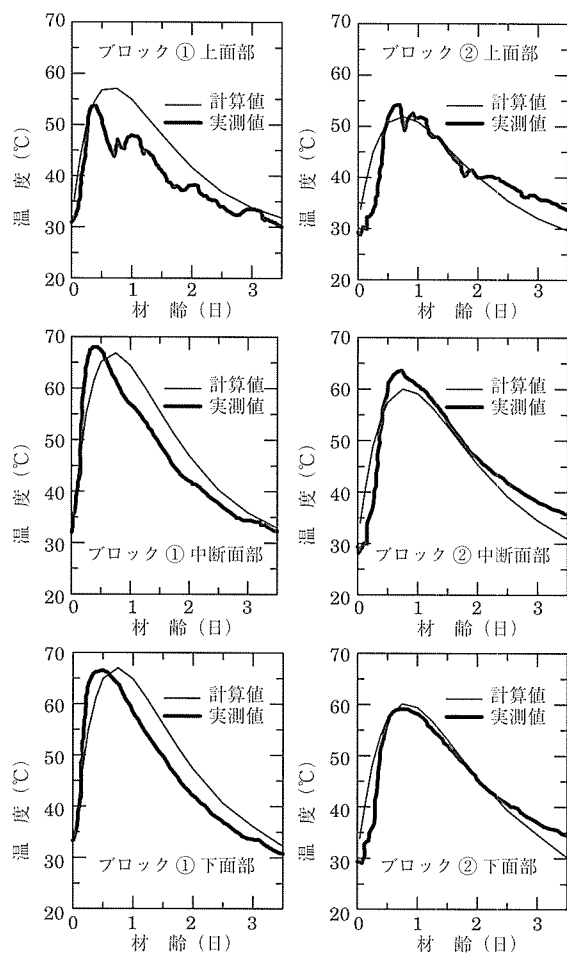 70
60
50
40
30
20
温度(℃)
ブロック①上面部
計算値
実測値
0 1 2 3
材齢(日)
70
60
50
40
30
20
温度(℃)
ブロック②上面部
計算値
実測値
0 1 2 3
材齢(日)
70
60
50
40
30
20
温度(℃)
計算値
実測値
ブロック①中断面部
0 1 2 3
材齢(日)
70
60
50
40
30
20
温度(℃)
計算値
実測値
ブロック②中断面部
0 1 2 3
材齢(日)
70
60
50
40
30
20
温度(℃)
計算値
実測値
ブロック①下面部
0 1 2 3
材齢(日)
70
60
50
40
30
20
温度(℃)
計算値
実測値
ブロック②下面部
0 1 2 3
材齢(日)